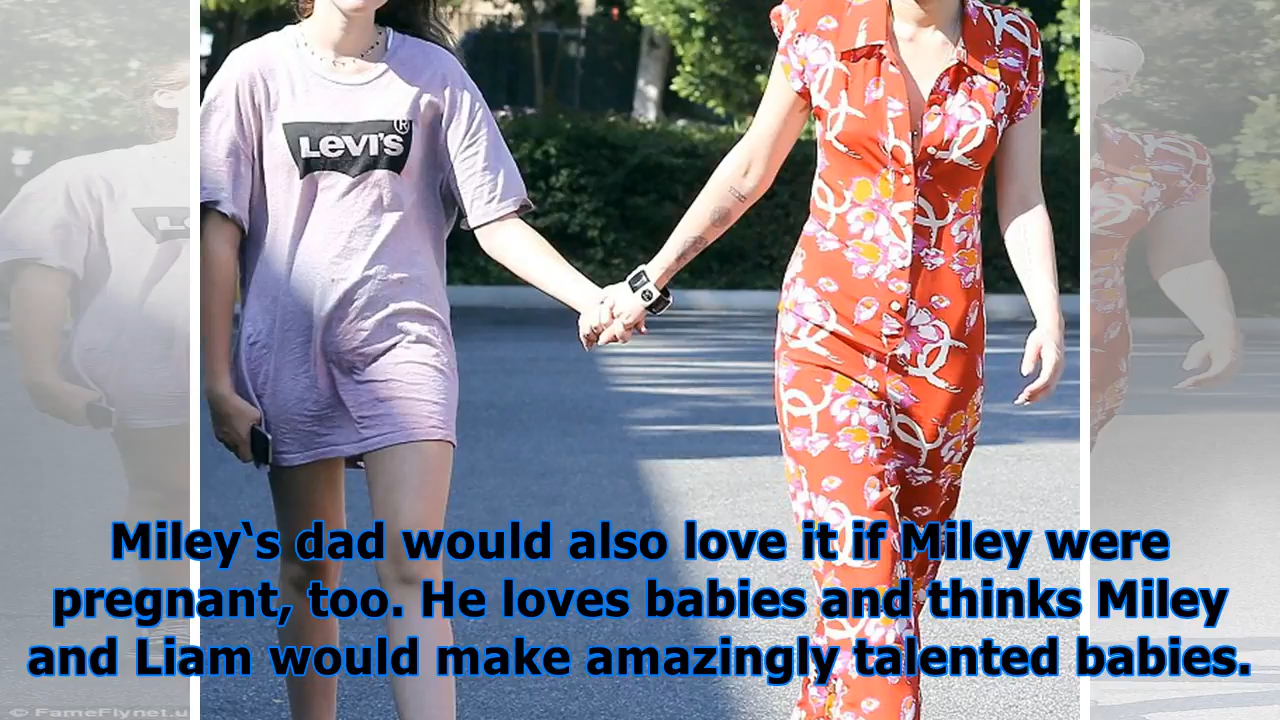 LEVI'S®
Miley‘s dad would also love it if Miley were
pregnant, too. He loves babies and thinks Miley
and Liam would make amazingly talented babies.
© FameFlynet.u